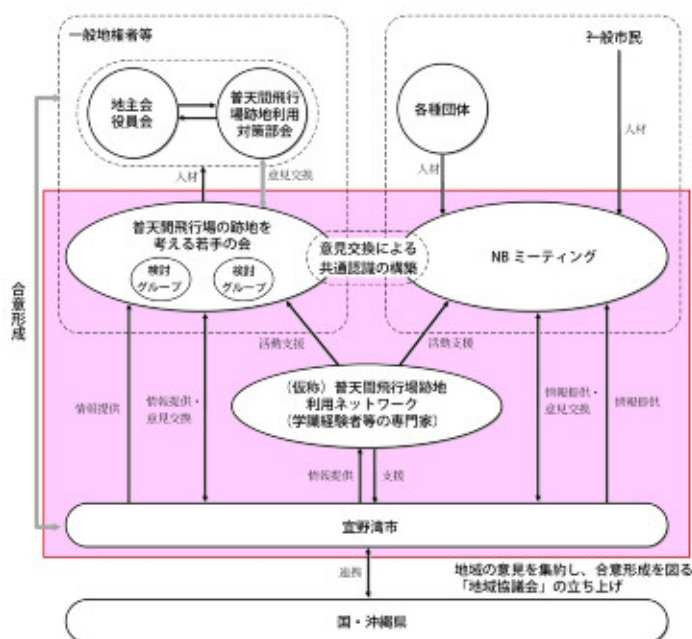 一般地権者等
一般市民
地主会
役員会
普天間飛行
場跡地利用
対策部会
各種団体
人材
人材
人材
意見交換
普天間飛行場の跡地を
考える若手の会
検討
グループ
検討
グループ
意見交換による
共通認識の構築
NBミーティング
合意形成
活動支援
活動支援
（仮称）普天間飛行場跡地
利用ネットワーク
（学識経験者等の専門家）
情報提供
情報提供・
意見交換
情報提供・
意見交換
情報提供
情報提供
支援
宜野湾市
連携
地域の意見を集約し、合意形成を図る
「地域協議会」の立ち上げ
国・沖縄県